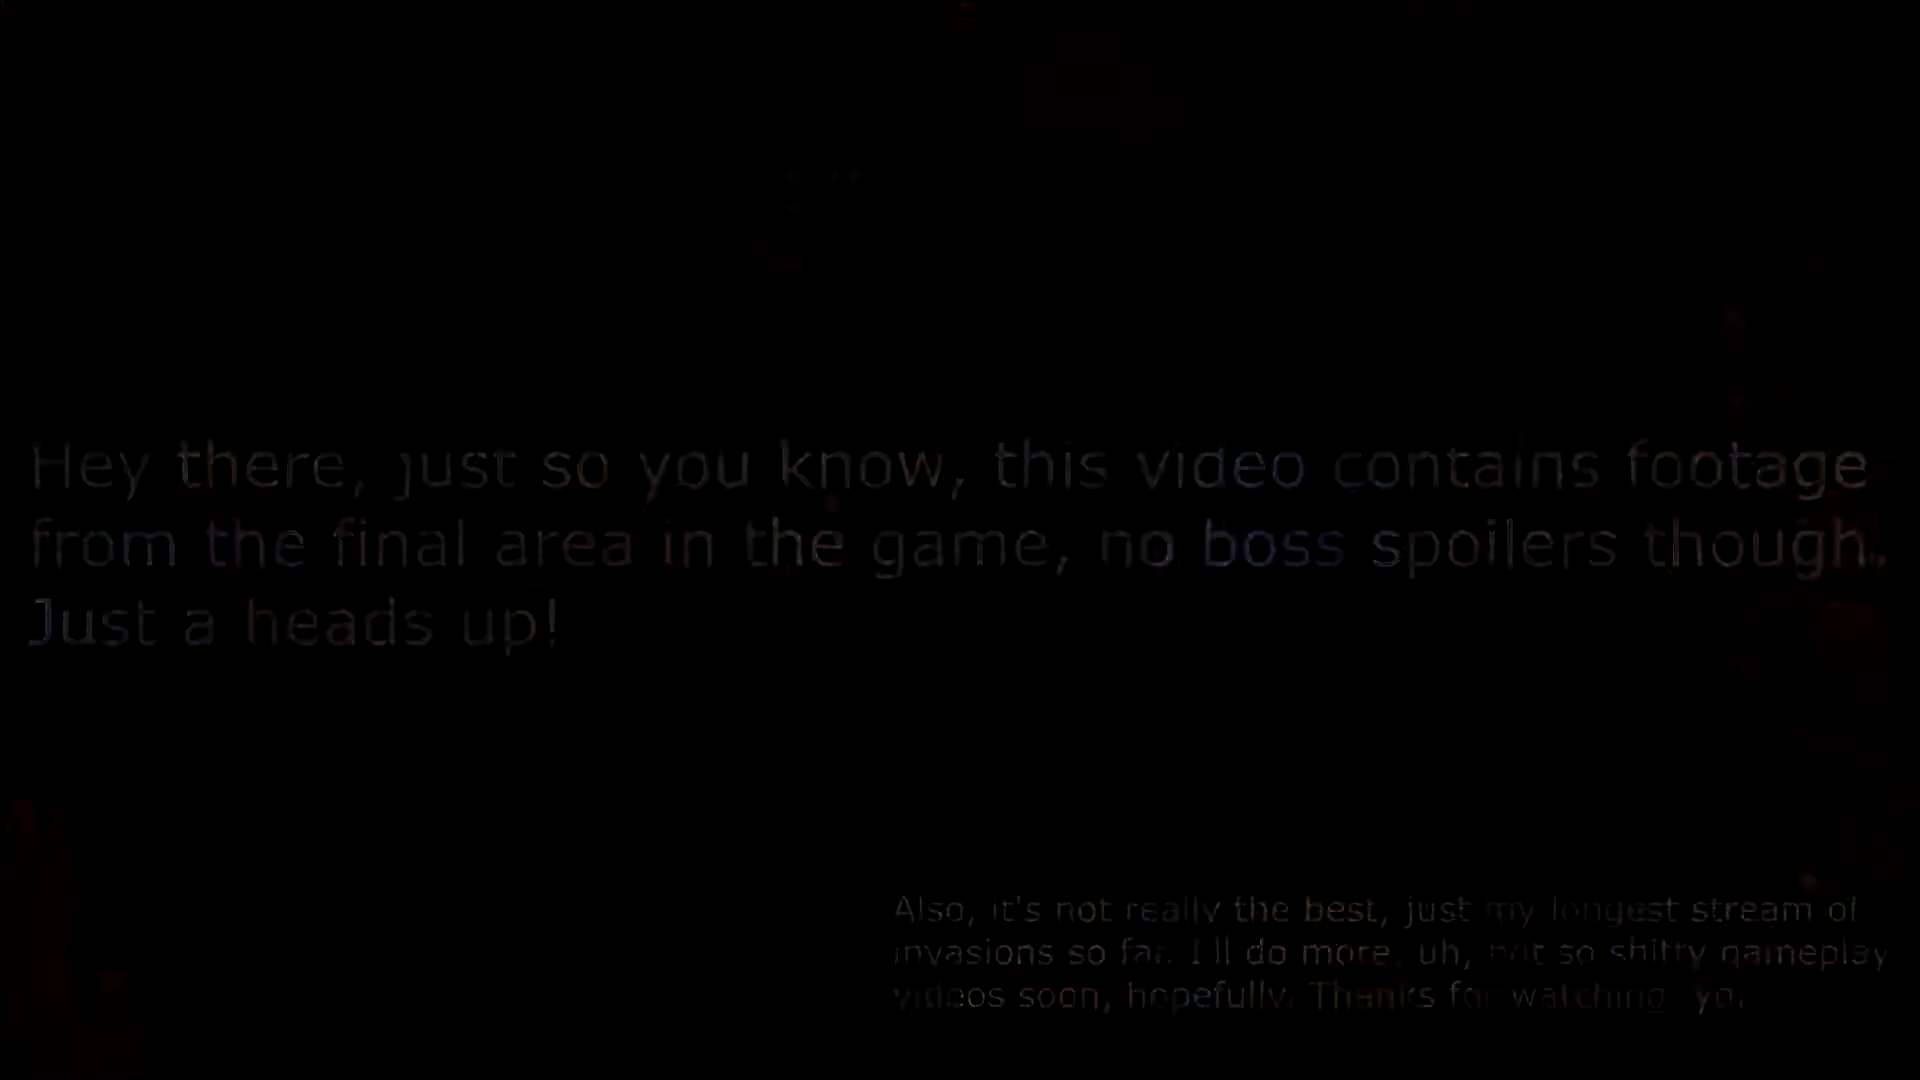 Hey there, just so you know, this video contains footage
from the final area in the game, no boss spoilers though.
Just a heads up!
Also, it's not really the best, just my longest stream of
invasions so far. I'll do more, uh, not so shitty gameplay
videos soon, hopefully. Thanks for watching, yo.